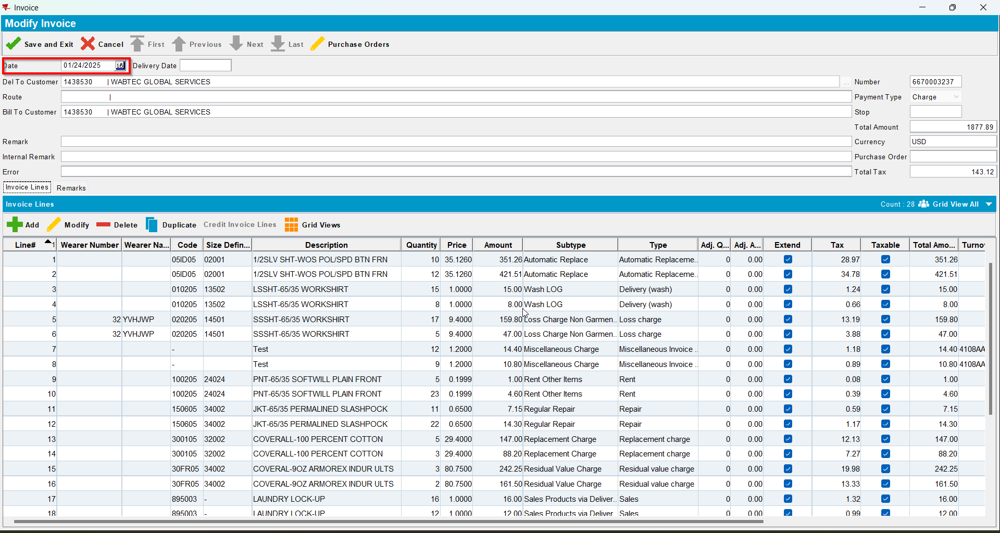 Invoice
Modify Invoice
Save and Exit Cancel First Previous Next Last Purchase Orders
Date 01/24/2025 Delivery Date
Del To Customer 1438530 | WABTEC GLOBAL SERVICES ... Number 6670003237
Route | Payment Type Charge
Bill To Customer 1438530 | WABTEC GLOBAL SERVICES Stop
Total Amount 1877.89
Remark Currency USD
Internal Remark Purchase Order
Error Total Tax 143.12
Invoice Lines Remarks
Invoice Lines Count : 28 Grid View All
Add Modify Delete Duplicate Credit Invoice Lines Grid Views
Line# 1 Wearer Number Wearer Na... Code Size Defin... Description Quantity Price Amount Subtype Type Adj. Q... Adj. A... Extend Tax Taxable Total Amo... Turno
1 05ID05 02001 1/2SLV SHT-WOS POL/SPD BTN FRN 10 35.1260 351.26 Automatic Replace Automatic Replaceme.. 0 0.00 28.97 351.26
2 05ID05 02001 1/2SLV SHT-WOS POL/SPD BTN FRN 12 35.1260 421.51 Automatic Replace Automatic Replaceme.. 0 0.00 34.78 421.51
3 010205 13502 LSSHT-65/35 WORKSHIRT 15 1.0000 15.00 Wash LOG Delivery (wash) 0 0.00 1.24 15.00
4 010205 13502 LSSHT-65/35 WORKSHIRT 8 1.0000 8.00 Wash LOG Delivery (wash) 0 0.00 0.66 8.00
5 32 YVHJWP 020205 14501 SSSHT-65/35 WORKSHIRT 17 9.4000 159.80 Loss Charge Non Garmen.. Loss charge 0 0.00 13.19 159.80
6 32 YVHJWP 020205 14501 SSSHT-65/35 WORKSHIRT 5 9.4000 47.00 Loss Charge Non Garmen.. Loss charge 0 0.00 3.88 47.00
7 - Test 12 1.2000 14.40 Miscellaneous Charge Miscellaneous Invoice .. 0 0.00 1.18 14.40 4108AA
8 - Test 9 1.2000 10.80 Miscellaneous Charge Miscellaneous Invoice .. 0 0.00 0.89 10.80 4108AA
9 100205 24024 PNT-65/35 SOFTWILL PLAIN FRONT 5 0.1999 1.00 Rent Other Items Rent 0 0.00 0.08 1.00
10 100205 24024 PNT-65/35 SOFTWILL PLAIN FRONT 23 0.1999 4.60 Rent Other Items Rent 0 0.00 0.39 4.60
11 150605 34002 JKT-65/35 PERMALINED SLASHPOCK 11 0.6500 7.15 Regular Repair Repair 0 0.00 0.59 7.15
12 150605 34002 JKT-65/35 PERMALINED SLASHPOCK 22 0.6500 14.30 Regular Repair Repair 0 0.00 1.17 14.30
13 300105 32002 COVERALL-100 PERCENT COTTON 5 29.4000 147.00 Replacement Charge Replacement charge 0 0.00 12.13 147.00
14 300105 32002 COVERALL-100 PERCENT COTTON 3 29.4000 88.20 Replacement Charge Replacement charge 0 0.00 7.27 88.20
15 30FR05 34002 COVERAL-9OZ ARMOREX INDUR ULTS 3 80.7500 242.25 Residual Value Charge Residual value charge 0 0.00 19.98 242.25
16 30FR05 34002 COVERAL-9OZ ARMOREX INDUR ULTS 2 80.7500 161.50 Residual Value Charge Residual value charge 0 0.00 13.33 161.50
17 895003 - LAUNDRY LOCK-UP 16 1.0000 16.00 Sales Products via Deliver.. Sales 0 0.00 1.32 16.00
18 895003 - LAUNDRY LOCK-UP 12 1.0000 12.00 Sales Products via Deliver Sales 0 0.00 0.99 12.00